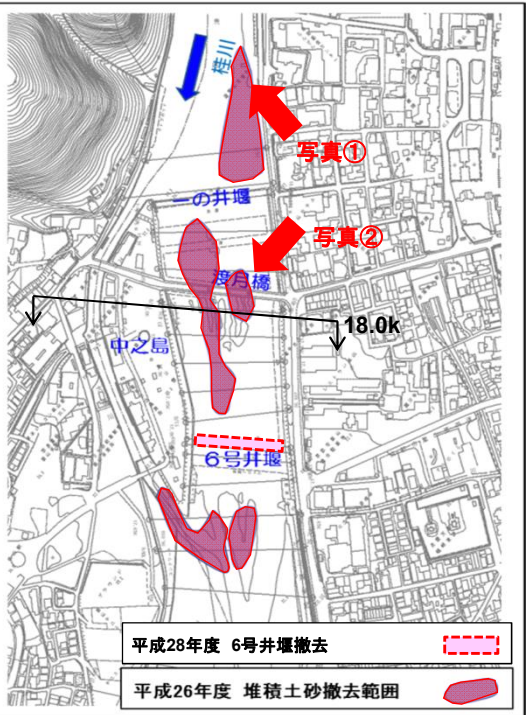 桂川
写真①
一の井堰
写真②
渡月橋
18.0k
中之島
6号井堰
平成28年度 6号井堰撤去
平成26年度 堆積土砂撤去範囲